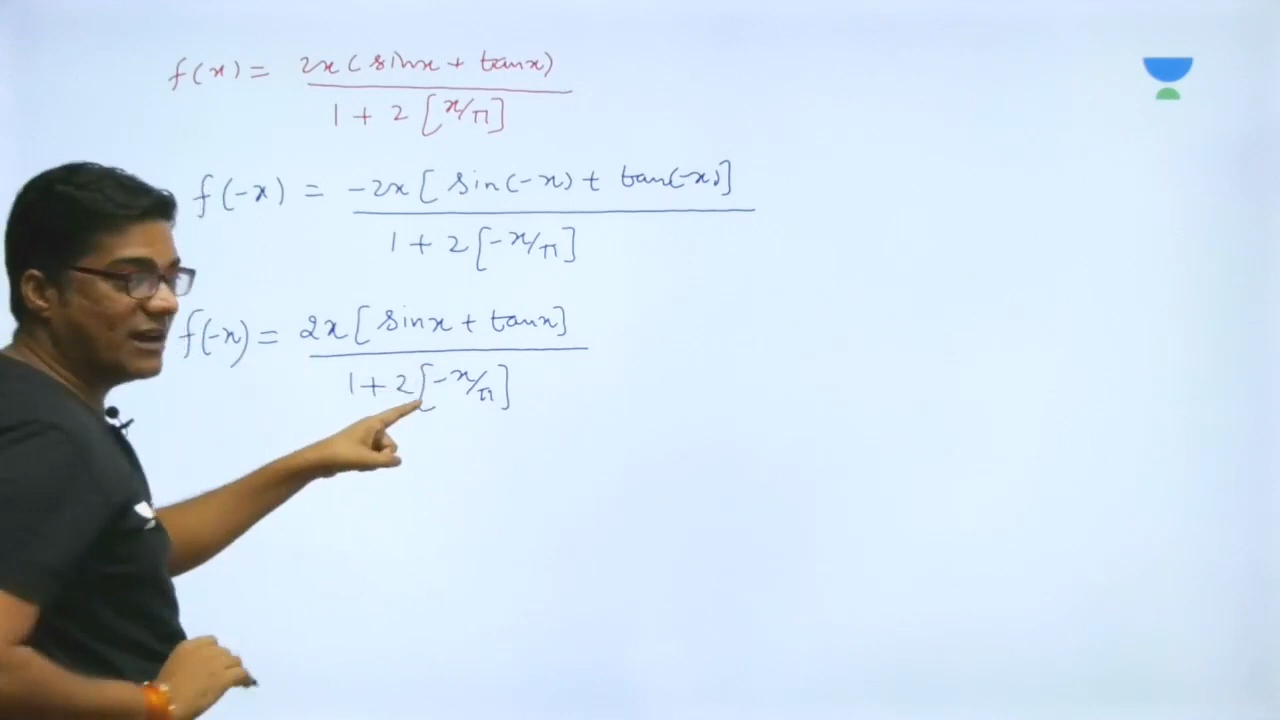 f(x) = 2x(sinx + tanx) / 1 + 2[x/π]
f(-x) = -2x[sin(-x) + tan(-x)] / 1 + 2[-x/π]
f(-x) = 2x[sinx + tanx] / 1 + 2[-x/π]